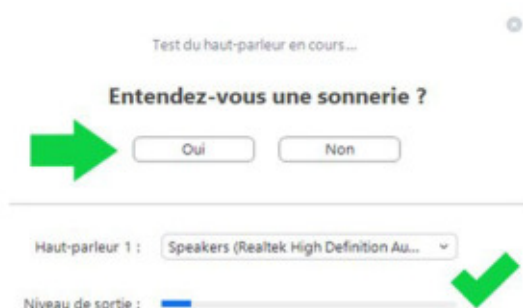 Test du haut-parleur en cours...
Entendez-vous une sonnerie ?
Oui Non
Haut-parleur 1 : Speakers (Realtek High Definition Au...
Niveau de sortie :